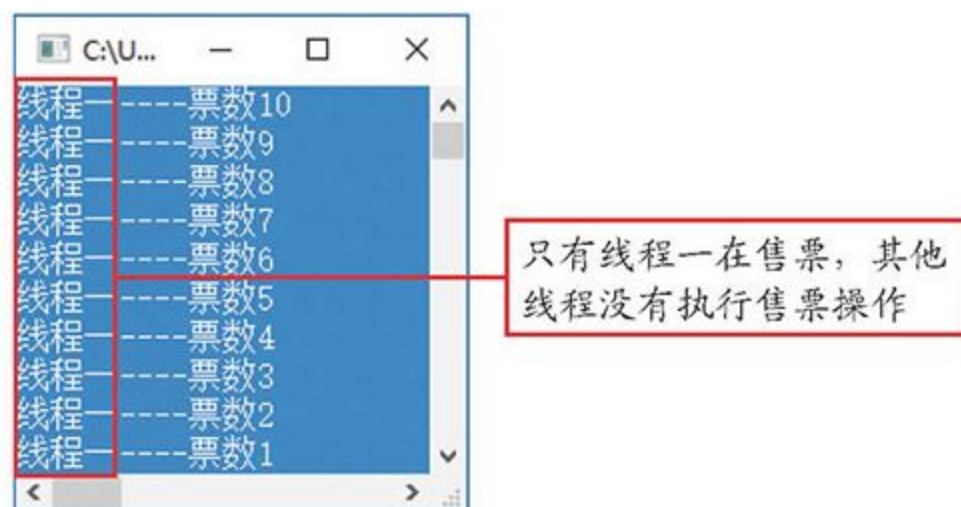 C:\U...
线程一-----票数10
线程一-----票数9
线程一-----票数8
线程一-----票数7
线程一-----票数6
线程一-----票数5
线程一-----票数4
线程一-----票数3
线程一-----票数2
线程一-----票数1
只有线程一在售票，其他
线程没有执行售票操作